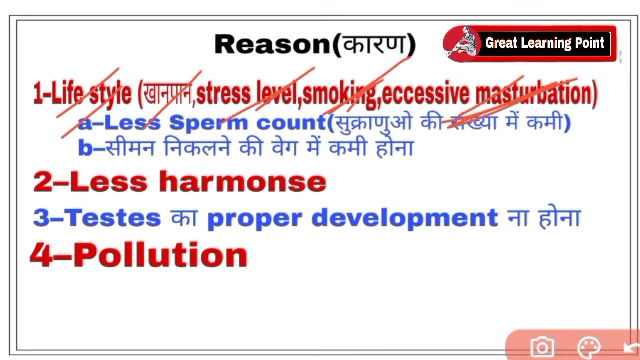 Reason(कारण)
Great Learning Point
1-Life style (खानपान,stress level,smoking,eccessive masturbation)
a-Less Sperm count(सुक्राणुओ की संख्या में कमी)
b-सीमन निकलने की वेग में कमी होना
2-Less harmonse
3-Testes का proper development ना होना
4-Pollution